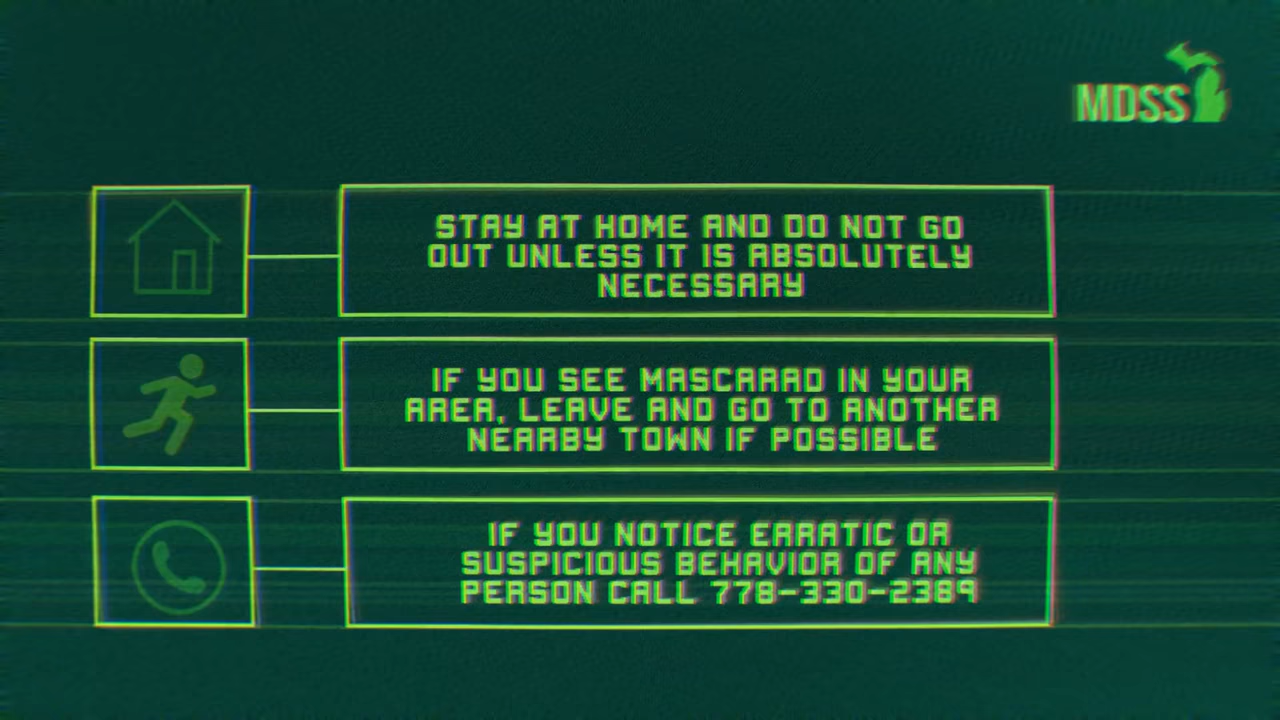 MDSS
STAY AT HOME AND DO NOT GO
OUT UNLESS IT IS ABSOLUTELY
NECESSARY
IF YOU SEE MASCARAD IN YOUR
AREA, LEAVE AND GO TO ANOTHER
NEARBY TOWN IF POSSIBLE
IF YOU NOTICE ERRATIC OR
SUSPICIOUS BEHAVIOR OF ANY
PERSON CALL 778-330-2389